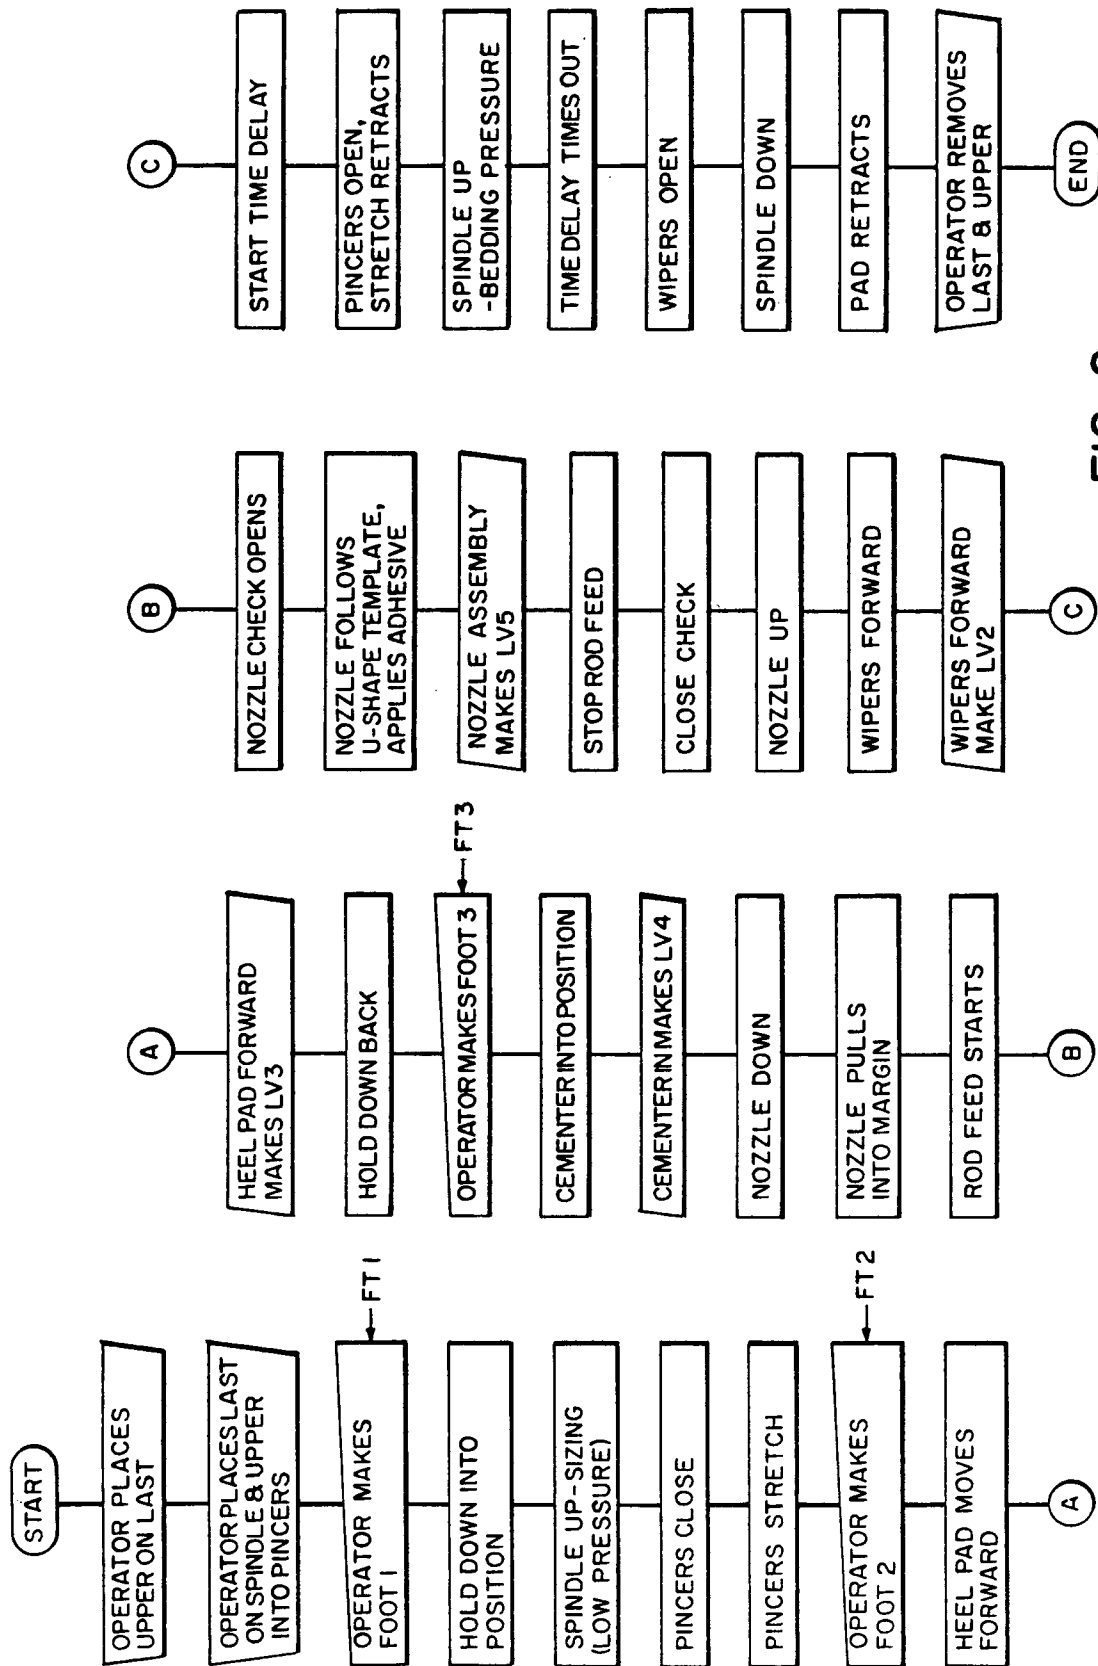 START
OPERATOR PLACES
UPPER ON LAST
OPERATOR PLACES LAST
ON SPINDLE & UPPER
INTO PINCERS
OPERATOR MAKES
FOOT 1
FT 1
HOLD DOWN INTO
POSITION
SPINDLE UP-SIZING
(LOW PRESSURE)
PINCERS CLOSE
PINCERS STRETCH
OPERATOR MAKES
FOOT 2
FT 2
HEEL PAD MOVES
FORWARD
A
A
HEEL PAD FORWARD
MAKES LV3
HOLD DOWN BACK
OPERATOR MAKES FOOT 3
FT 3
CEMENTER INTO POSITION
CEMENTER IN MAKES LV4
NOZZLE DOWN
NOZZLE PULLS
INTO MARGIN
ROD FEED STARTS
B
B
NOZZLE CHECK OPENS
NOZZLE FOLLOWS
U-SHAPE TEMPLATE,
APPLIES ADHESIVE
NOZZLE ASSEMBLY
MAKES LV5
STOP ROD FEED
CLOSE CHECK
NOZZLE UP
WIPERS FORWARD
WIPERS FORWARD
MAKE LV2
C
C
START TIME DELAY
PINCERS OPEN,
STRETCH RETRACTS
SPINDLE UP
-BEDDING PRESSURE
TIME DELAY TIMES OUT
WIPERS OPEN
SPINDLE DOWN
PAD RETRACTS
OPERATOR REMOVES
LAST & UPPER
END